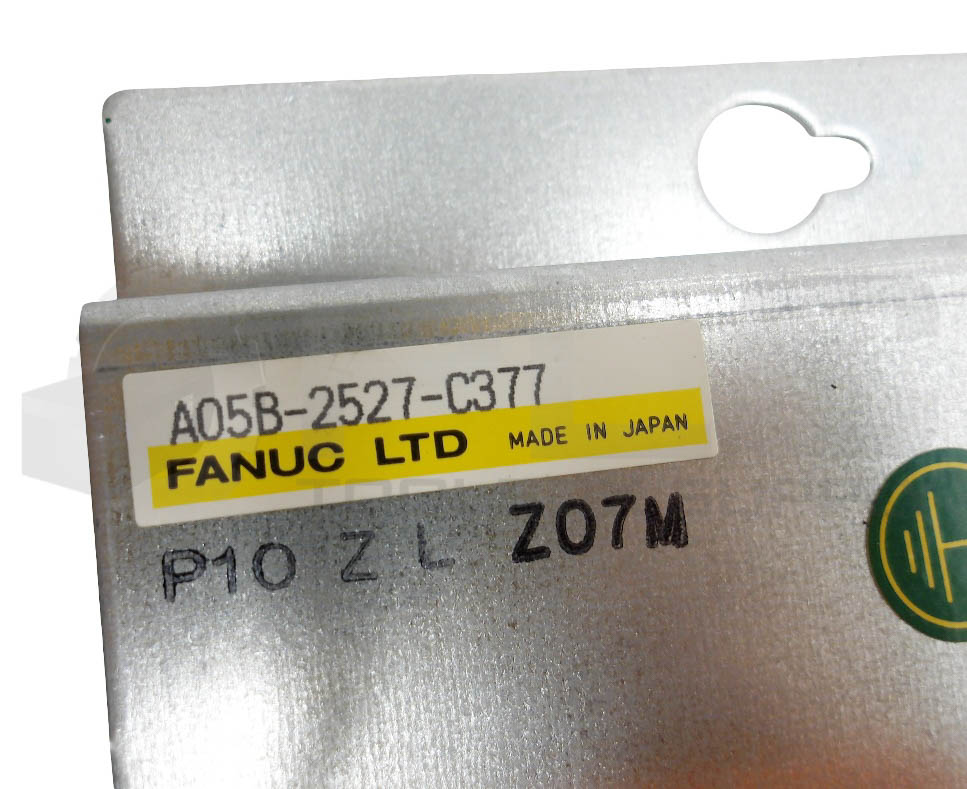 A05B-2527-C377
FANUC LTD MADE IN JAPAN
P10 Z L Z07M